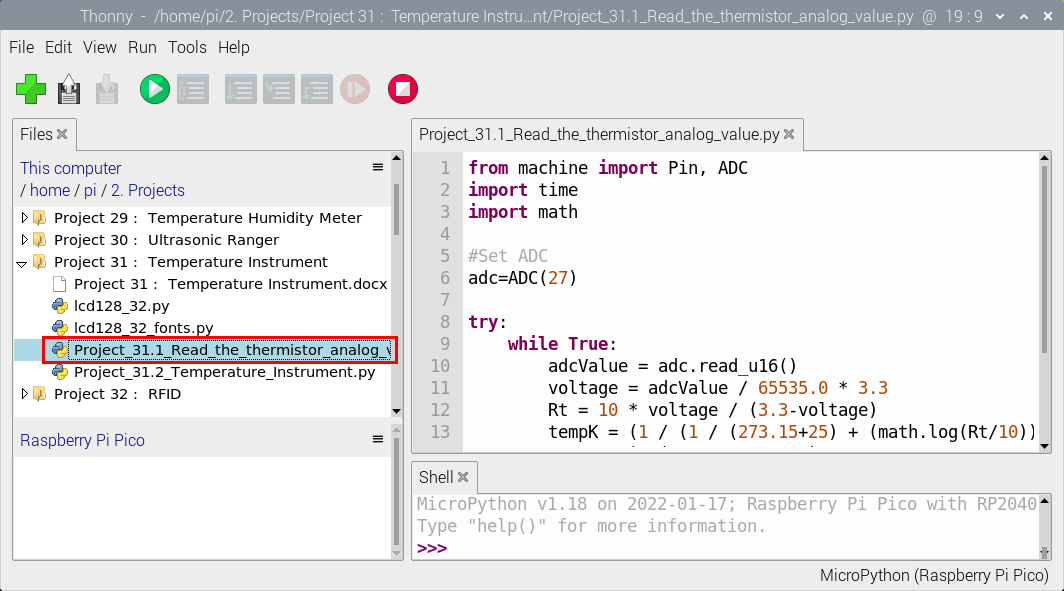 Thonny - /home/pi/2. Projects/Project 31 : Temperature Instru…nt/Project_31.1_Read_the_thermistor_analog_value.py @ 19 : 9
File Edit View Run Tools Help
Files
This computer
/ home / pi / 2. Projects
Project 29 : Temperature Humidity Meter
Project 30 : Ultrasonic Ranger
Project 31 : Temperature Instrument
Project 31 : Temperature Instrument.docx
lcd128_32.py
lcd128_32_fonts.py
Project_31.1_Read_the_thermistor_analog_v
Project_31.2_Temperature_Instrument.py
Project 32 : RFID
Raspberry Pi Pico
Project_31.1_Read_the_thermistor_analog_value.py
1 from machine import Pin, ADC
2 import time
3 import math
4
5 #Set ADC
6 adc=ADC(27)
7
8 try:
9 while True:
10 adcValue = adc.read_u16()
11 voltage = adcValue / 65535.0 * 3.3
12 Rt = 10 * voltage / (3.3-voltage)
13 tempK = (1 / (1 / (273.15+25) + (math.log(Rt/10))
Shell
MicroPython v1.18 on 2022-01-17; Raspberry Pi Pico with RP2040
Type "help()" for more information.
>>>
MicroPython (Raspberry Pi Pico)